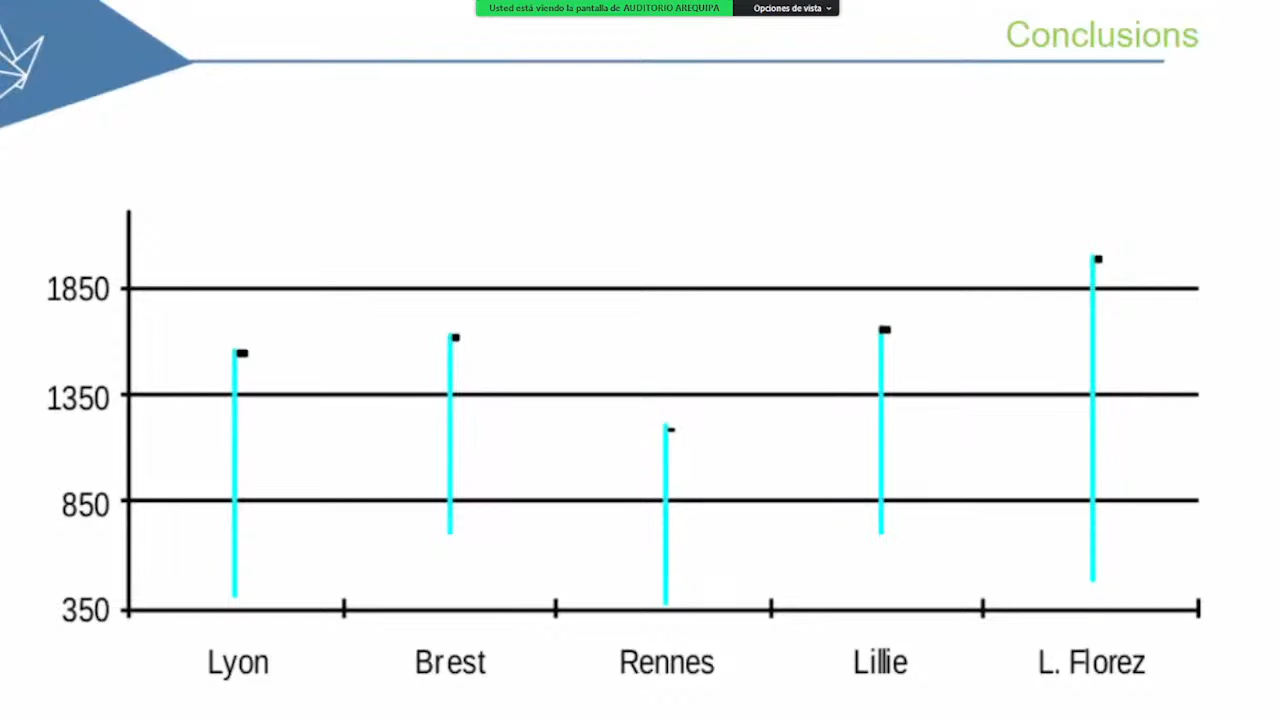 Usted está viendo la pantalla de AUDITORIO AREQUIPA
Opciones de vista
Conclusions
1850
1350
850
350
Lyon
Brest
Rennes
Lillie
L. Florez